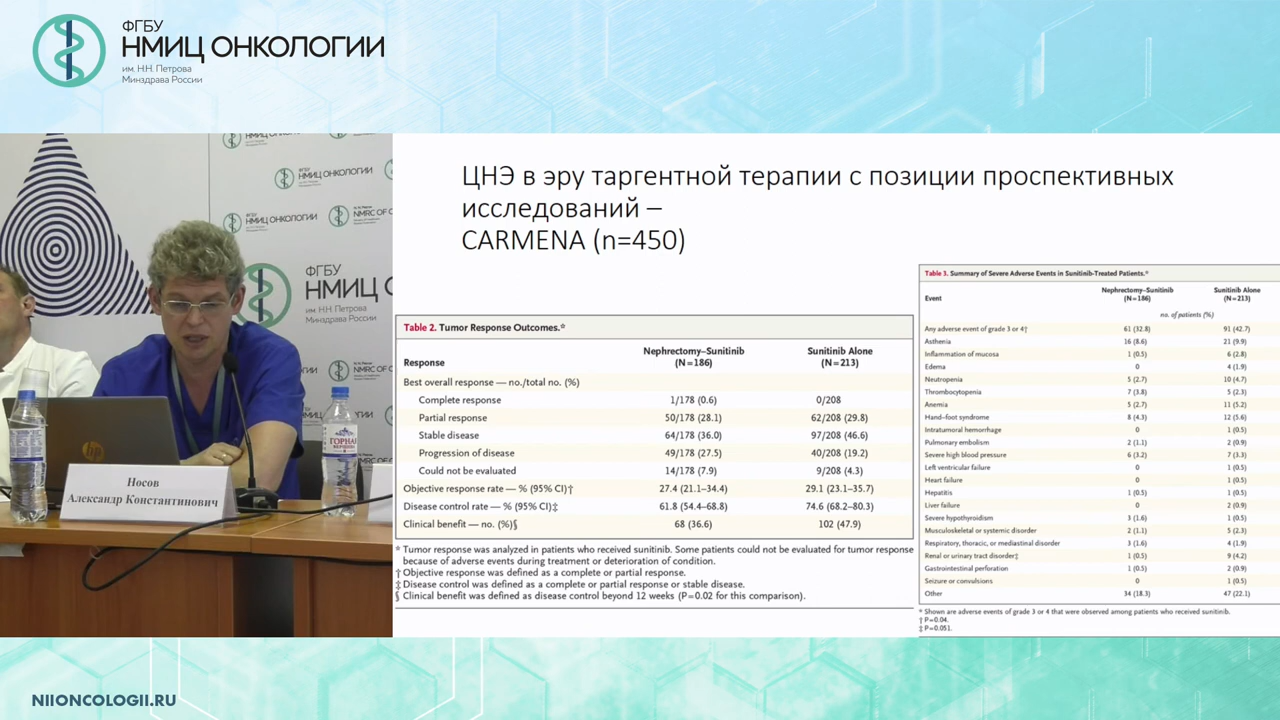 ФГБУ
НМИЦ ОНКОЛОГИИ
им. Н.Н. Петрова
Минздрава России
НМИЦ ОНКОЛОГИИ
НМИЦ ОНКОЛОГИИ
NMRC OF
ФГБУ
НМИЦ ОНК
им. Н.Н. Петрова
Минздрава России
ГОРНАЯ
hp
Носов
Александр Константинович
ЦНЭ в эру таргентной терапии с позиции проспективных
исследований –
CARMENA (n=450)
Table 2. Tumor Response Outcomes.*
Response Nephrectomy–Sunitinib (N=186) Sunitinib Alone (N=213)
Best overall response — no./total no. (%)
Complete response 1/178 (0.6) 0/208
Partial response 50/178 (28.1) 62/208 (29.8)
Stable disease 64/178 (36.0) 97/208 (46.6)
Progression of disease 49/178 (27.5) 40/208 (19.2)
Could not be evaluated 14/178 (7.9) 9/208 (4.3)
Objective response rate — % (95% CI)† 27.4 (21.1–34.4) 29.1 (23.1–35.7)
Disease control rate — % (95% CI)‡ 61.8 (54.4–68.8) 74.6 (68.2–80.3)
Clinical benefit — no. (%)§ 68 (36.6) 102 (47.9)
* Tumor response was analyzed in patients who received sunitinib. Some patients could not be evaluated for tumor response
because of adverse events during treatment or deterioration of condition.
† Objective response was defined as a complete or partial response.
‡ Disease control was defined as a complete or partial response or stable disease.
§ Clinical benefit was defined as disease control beyond 12 weeks (P=0.02 for this comparison).
Table 3. Summary of Severe Adverse Events in Sunitinib-Treated Patients.*
Event Nephrectomy–Sunitinib (N=186) Sunitinib Alone (N=213)
no. of patients (%)
Any adverse event of grade 3 or 4† 61 (32.8) 91 (42.7)
Asthenia 16 (8.6) 21 (9.9)
Inflammation of mucosa 1 (0.5) 6 (2.8)
Edema 0 4 (1.9)
Neutropenia 5 (2.7) 10 (4.7)
Thrombocytopenia 7 (3.8) 5 (2.3)
Anemia 5 (2.7) 11 (5.2)
Hand–foot syndrome 8 (4.3) 12 (5.6)
Intratumoral hemorrhage 0 1 (0.5)
Pulmonary embolism 2 (1.1) 2 (0.9)
Severe high blood pressure 6 (3.2) 7 (3.3)
Left ventricular failure 0 1 (0.5)
Heart failure 0 1 (0.5)
Hepatitis 1 (0.5) 1 (0.5)
Liver failure 0 2 (0.9)
Severe hypothyroidism 3 (1.6) 1 (0.5)
Musculoskeletal or systemic disorder 2 (1.1) 5 (2.3)
Respiratory, thoracic, or mediastinal disorder 3 (1.6) 4 (1.9)
Renal or urinary tract disorder‡ 1 (0.5) 9 (4.2)
Gastrointestinal perforation 1 (0.5) 2 (0.9)
Seizure or convulsions 0 1 (0.5)
Other 34 (18.3) 47 (22.1)
* Shown are adverse events of grade 3 or 4 that were observed among patients who received sunitinib.
† P=0.04.
‡ P=0.051.
NIIONCOLOGII.RU